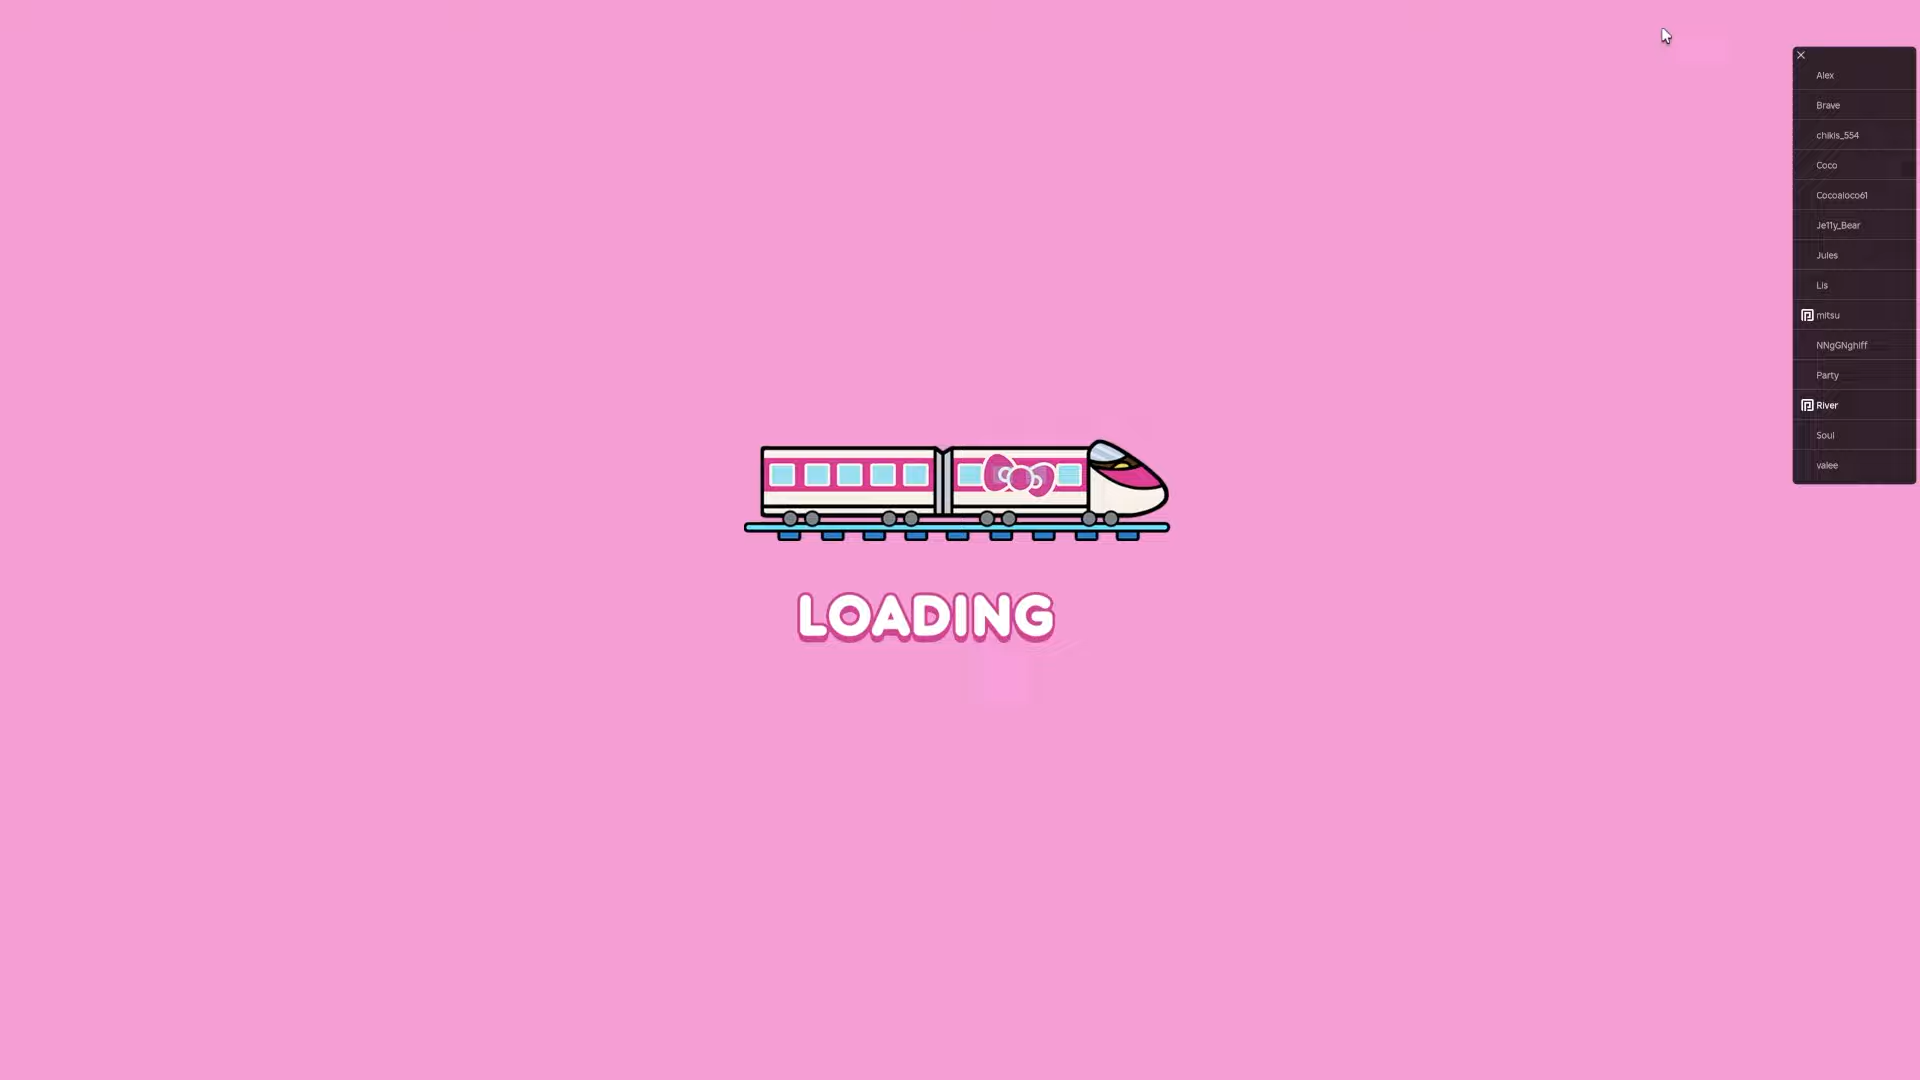 Alex
Brave
chikis_554
Coco
Cocoaloco61
Je11y_Bear
Jules
Lis
mitsu
NNgGNghiff
Party
River
Soul
valee
LOADING